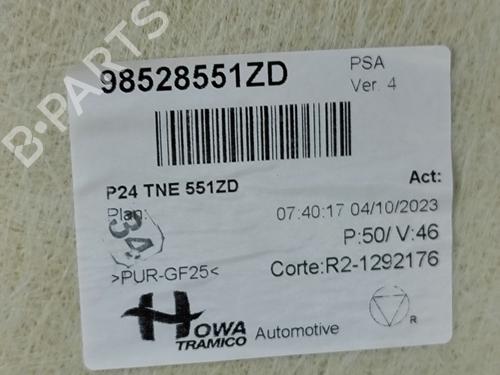 98528551ZD
PSA
Ver. 4
P24 TNE 551ZD
Act:
Plan:
07:40:17 04/10/2023
34
P:50/ V:46
>PUR-GF25<
Corte:R2-1292176
HOWA
TRAMICO
Automotive
R
B-PARTS